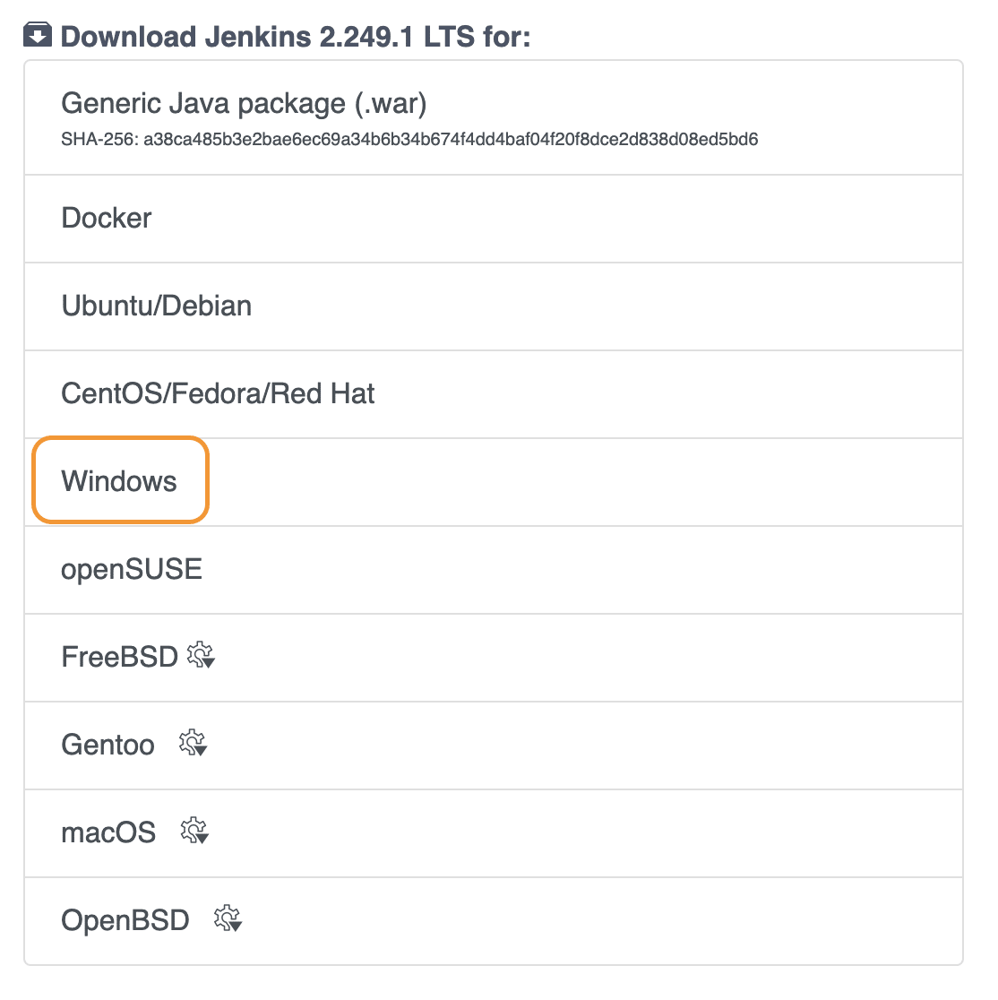 Download Jenkins 2.249.1 LTS for:
Generic Java package (.war)
SHA-256: a38ca485b3e2bae6ec69a34b6b34b674f4dd4baf04f20f8dce2d838d08ed5bd6
Docker
Ubuntu/Debian
CentOS/Fedora/Red Hat
Windows
openSUSE
FreeBSD
Gentoo
macOS
OpenBSD